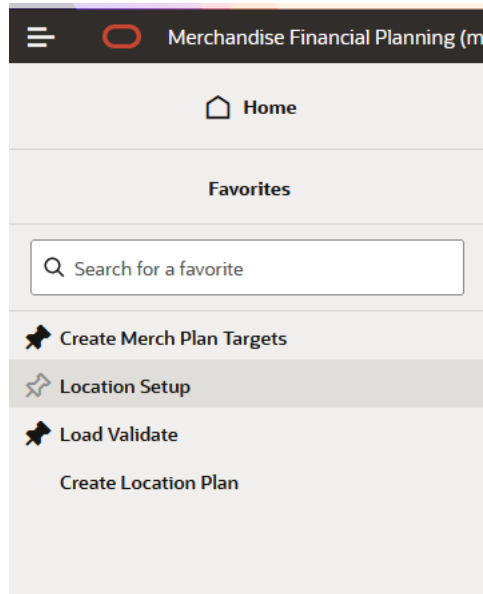 Merchandise Financial Planning (m
Home
Favorites
Search for a favorite
Create Merch Plan Targets
Location Setup
Load Validate
Create Location Plan